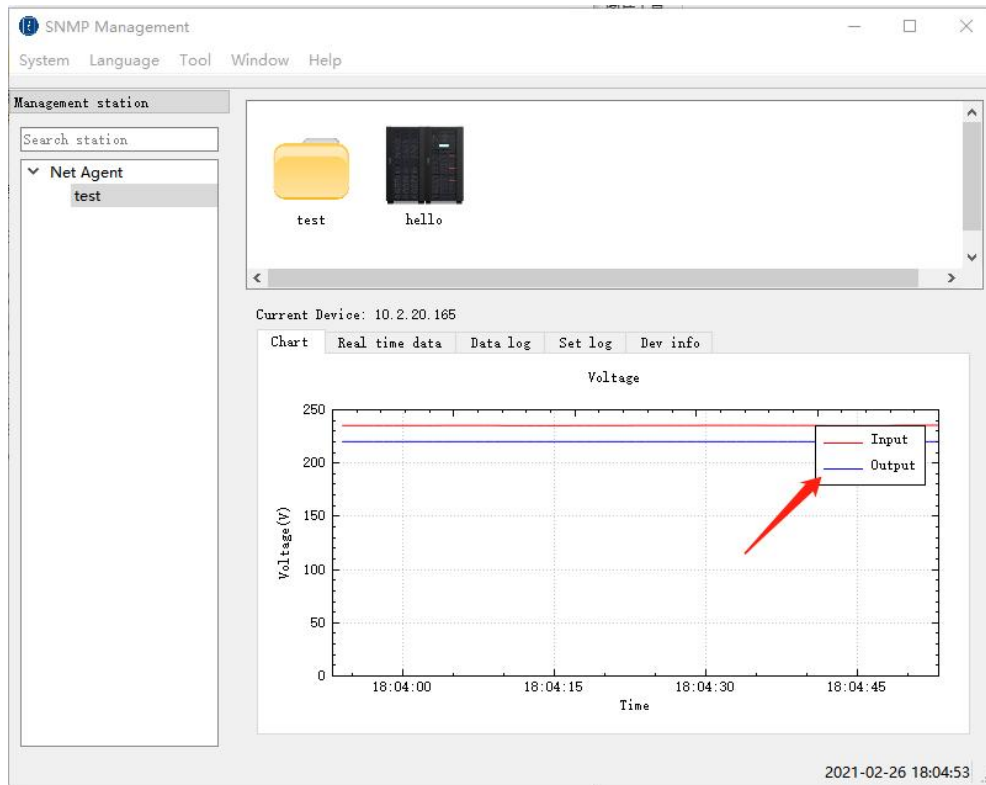 SNMP Management
System Language Tool Window Help
Management station
Search station
Net Agent
test
test
hello
Current Device: 10.2.20.165
Chart
Real time data
Data log
Set log
Dev info
Voltage
Input
Output
Voltage(V)
250
200
150
100
50
0
18:04:00
18:04:15
18:04:30
18:04:45
Time
2021-02-26 18:04:53